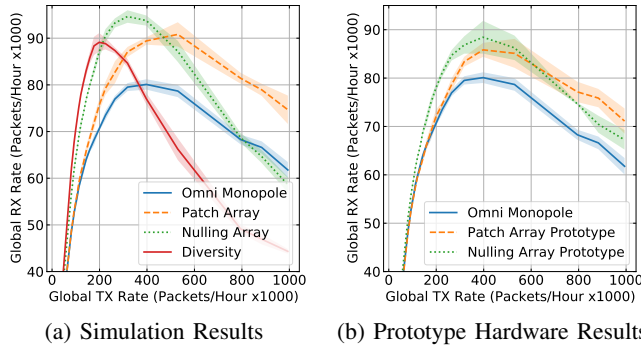 Global RX Rate (Packets/Hour x1000)
90
80
70
60
50
40
Omni Monopole
Patch Array
Nulling Array
Diversity
0 200 400 600 800 1000
Global TX Rate (Packets/Hour x1000)
(a) Simulation Results
Global RX Rate (Packets/Hour x1000)
90
80
70
60
50
40
Omni Monopole
Patch Array Prototype
Nulling Array Prototype
0 200 400 600 800 1000
Global TX Rate (Packets/Hour x1000)
(b) Prototype Hardware Results